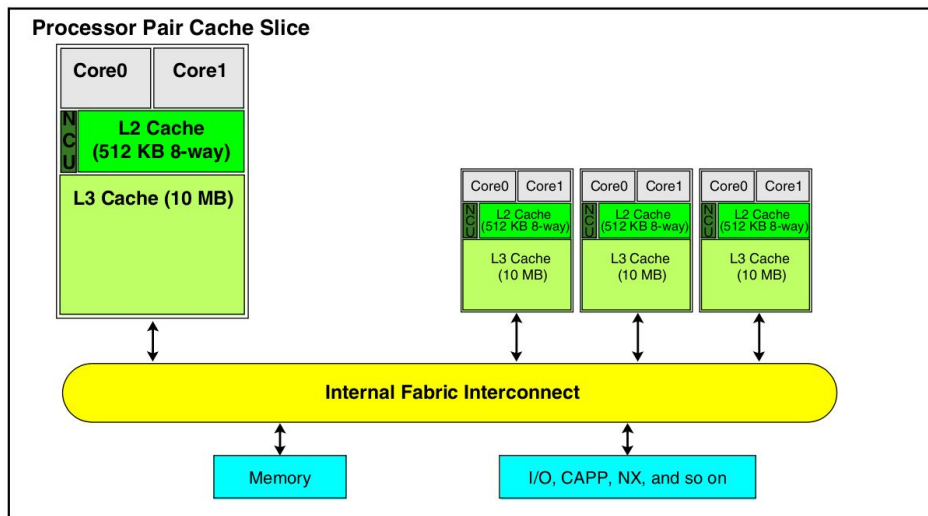 Processor Pair Cache Slice
Core0
Core1
NCU
L2 Cache
(512 KB 8-way)
L3 Cache (10 MB)
Core0
Core1
NCU
L2 Cache
(512 KB 8-way)
L3 Cache
(10 MB)
Core0
Core1
NCU
L2 Cache
(512 KB 8-way)
L3 Cache
(10 MB)
Core0
Core1
NCU
L2 Cache
(512 KB 8-way)
L3 Cache
(10 MB)
Internal Fabric Interconnect
Memory
I/O, CAPP, NX, and so on